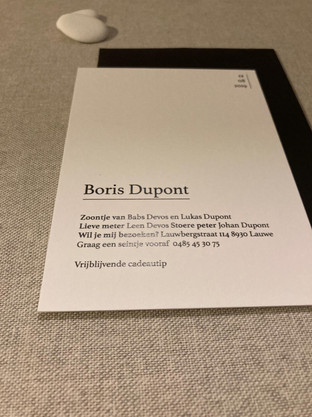 Boris Dupont
Zoontje van Babs Devos en Lukas Dupont
Lieve meter Leen Devos Stoere peter Johan Dupont
Wil je mij bezoeken? Lauwbergstraat 114 8930 Lauwe
Graag een seintje vooraf 0485 45 30 75
Vrijblijvende cadeautip